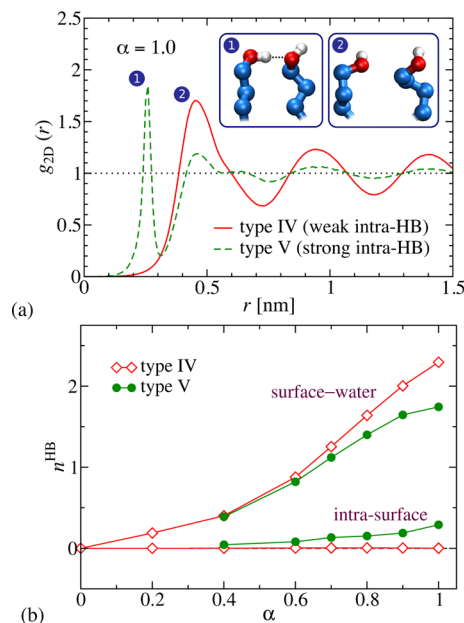 α = 1.0
1
2
1
2
g2D (r)
2
1.5
1
0.5
0
type IV (weak intra-HB)
type V (strong intra-HB)
0
0.5
1
1.5
r [nm]
(a)
type IV
type V
surface−water
intra-surface
nHB
2
1
0
0
0.2
0.4
0.6
0.8
1
α
(b)